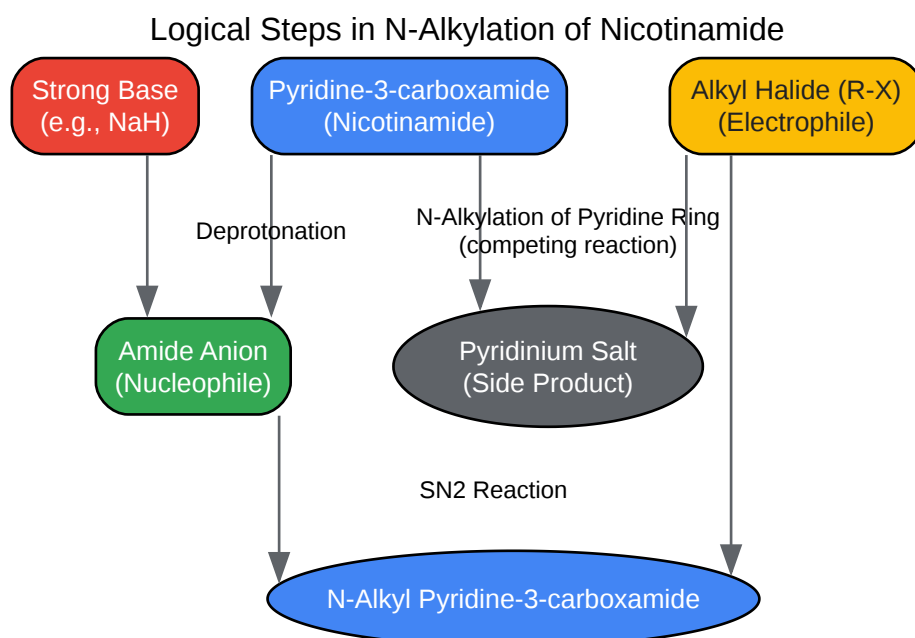 Logical Steps in N-Alkylation of Nicotinamide
Strong Base
(e.g., NaH)
Pyridine-3-carboxamide
(Nicotinamide)
Alkyl Halide (R-X)
(Electrophile)
Deprotonation
N-Alkylation of Pyridine Ring
(competing reaction)
Amide Anion
(Nucleophile)
Pyridinium Salt
(Side Product)
SN2 Reaction
N-Alkyl Pyridine-3-carboxamide